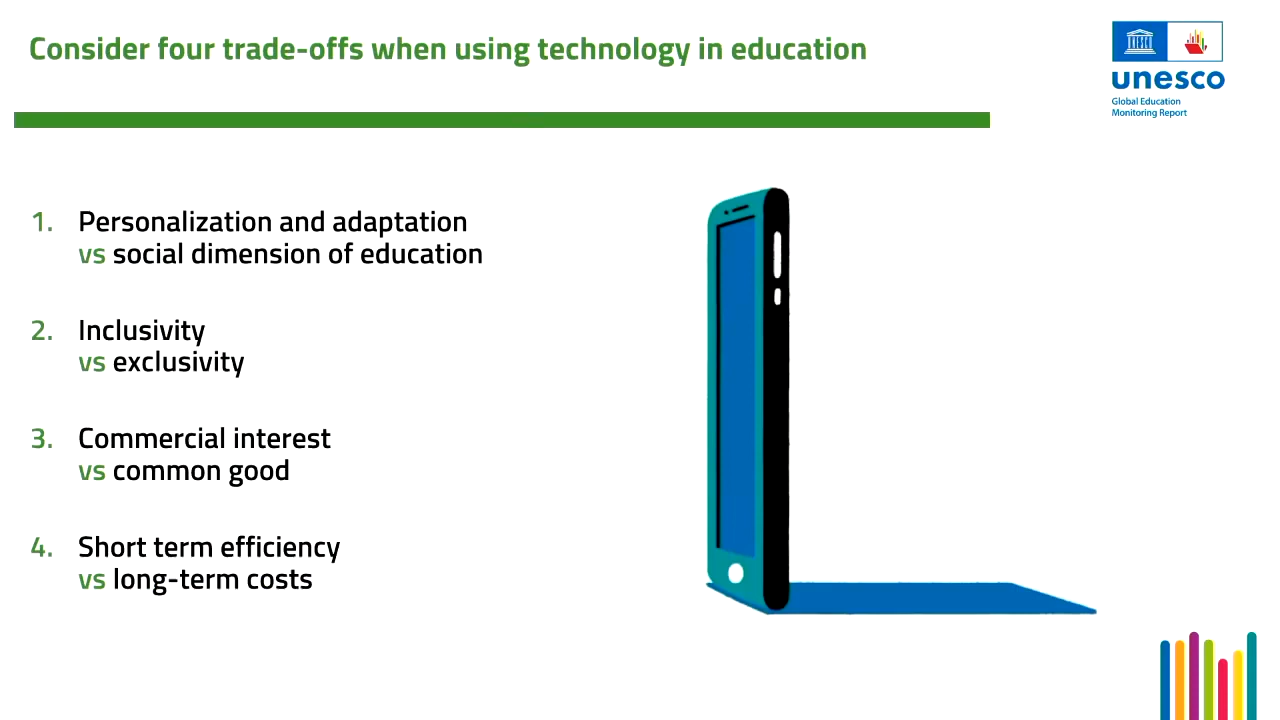 Consider four trade-offs when using technology in education
unesco
Global Education
Monitoring Report
1. Personalization and adaptation
vs social dimension of education
2. Inclusivity
vs exclusivity
3. Commercial interest
vs common good
4. Short term efficiency
vs long-term costs